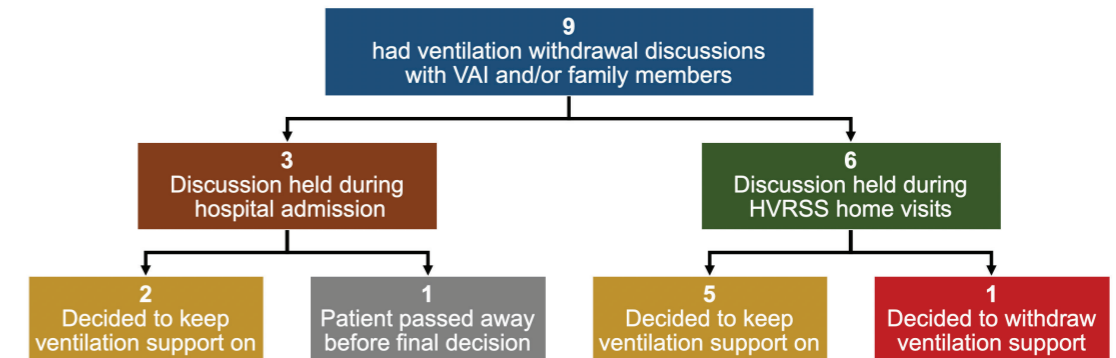 9
had ventilation withdrawal discussions
with VAI and/or family members
3
Discussion held during
hospital admission
6
Discussion held during
HVRSS home visits
2
Decided to keep
ventilation support on
1
Patient passed away
before final decision
5
Decided to keep
ventilation support on
1
Decided to withdraw
ventilation support